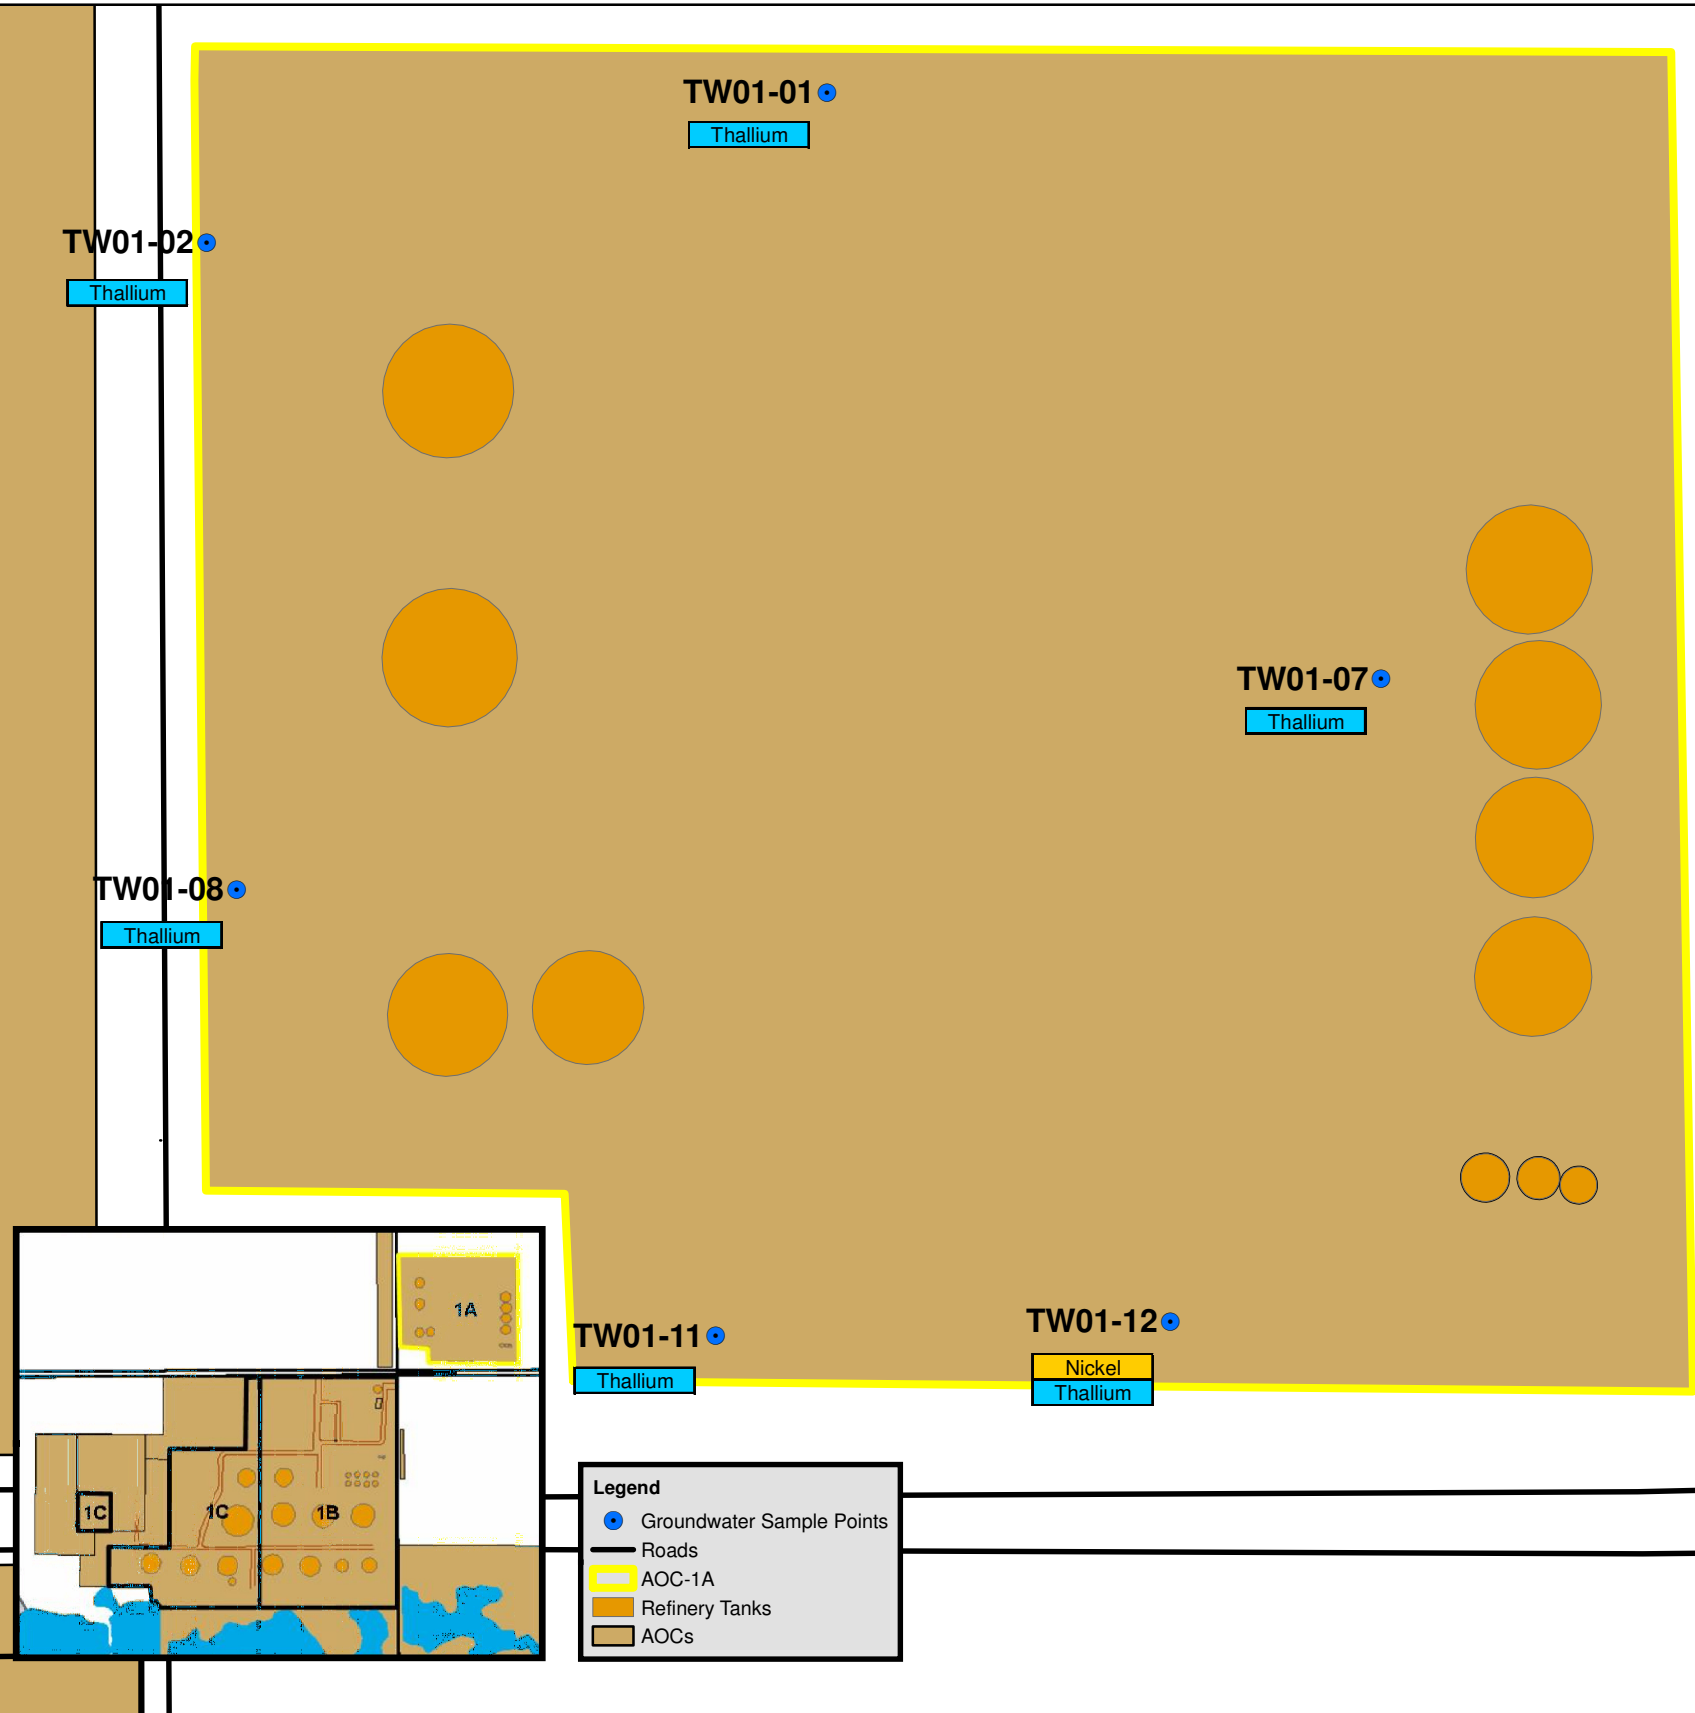 TW01-01
Thallium
TW01-02
Thallium
TW01-07
Thallium
TW01-08
Thallium
TW01-11
Thallium
TW01-12
Nickel
Thallium
1A
1C
1C
1B
Legend
Groundwater Sample Points
Roads
AOC-1A
Refinery Tanks
AOCs